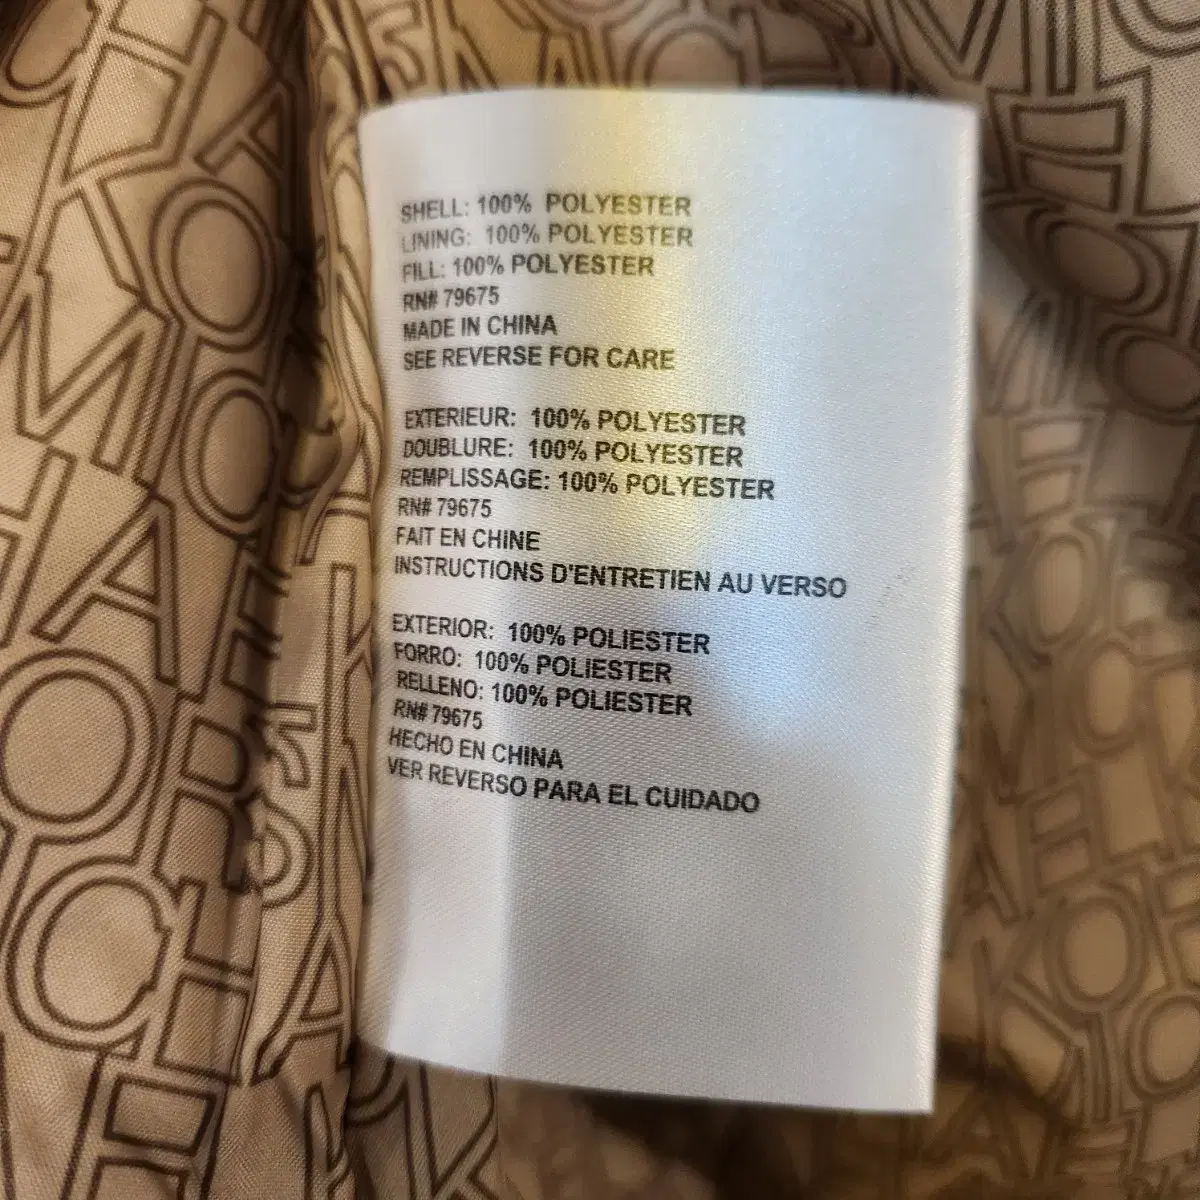 SHELL: 100% POLYESTER
LINING: 100% POLYESTER
FILL: 100% POLYESTER
RN# 79675
MADE IN CHINA
SEE REVERSE FOR CARE
EXTERIEUR: 100% POLYESTER
DOUBLURE: 100% POLYESTER
REMPLISSAGE: 100% POLYESTER
RN# 79675
FAIT EN CHINE
INSTRUCTIONS D'ENTRETIEN AU VERSO
EXTERIOR: 100% POLIESTER
FORRO: 100% POLIESTER
RELLENO: 100% POLIESTER
RN# 79675
HECHO EN CHINA
VER REVERSO PARA EL CUIDADO